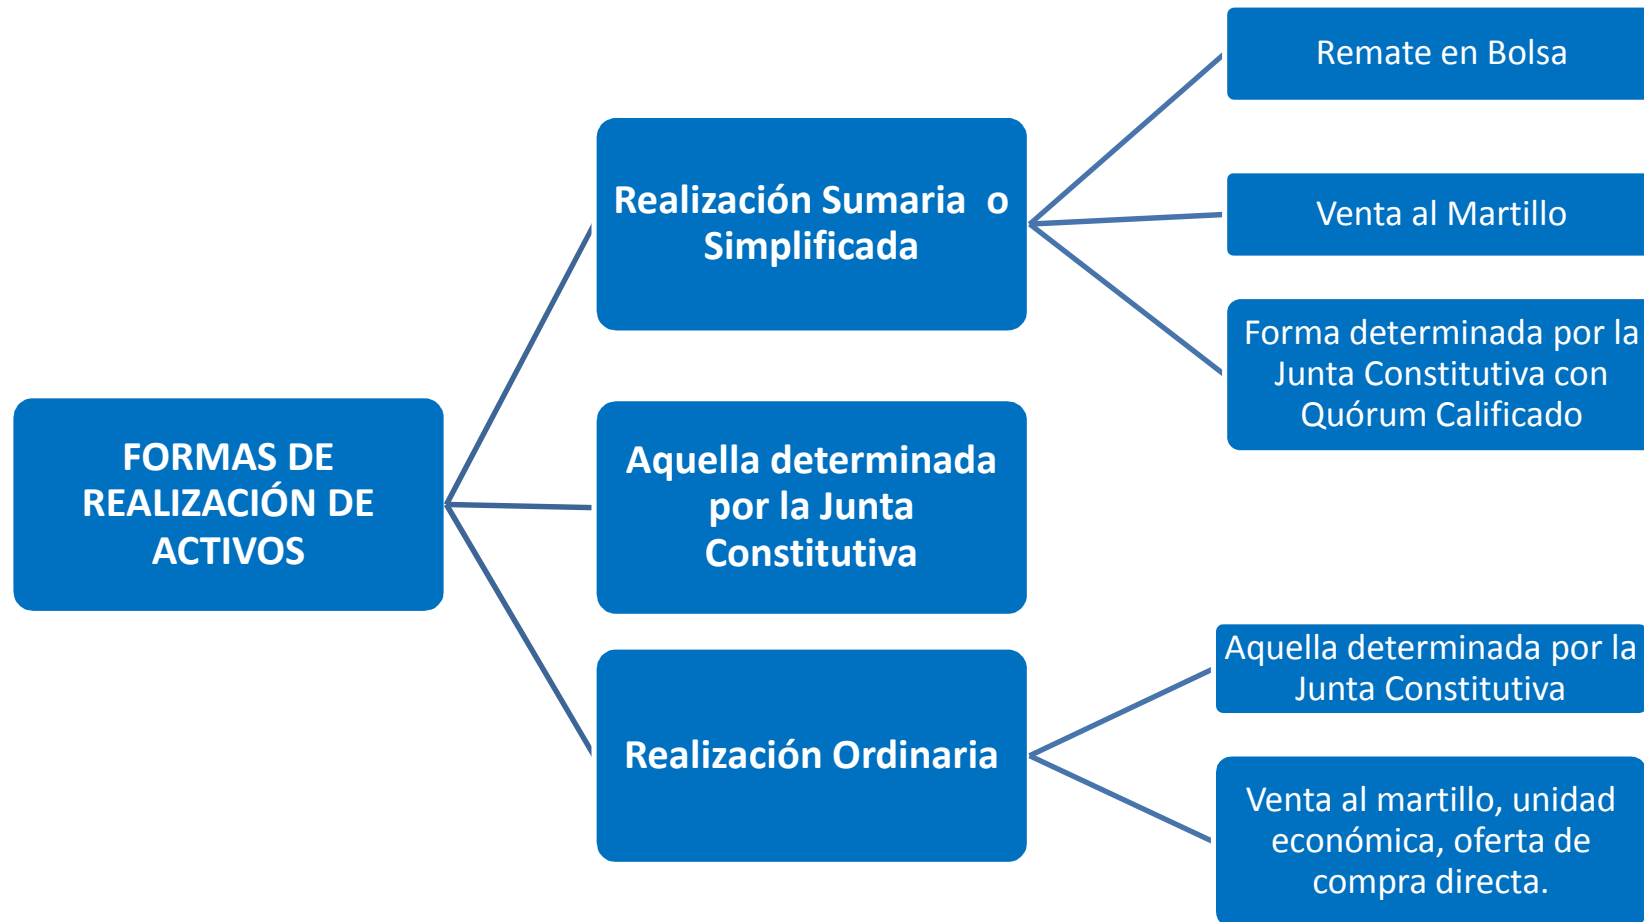 FORMAS DE
REALIZACIÓN DE
ACTIVOS
Realización Sumaria o
Simplificada
Remate en Bolsa
Venta al Martillo
Forma determinada por la
Junta Constitutiva con
Quórum Calificado
Aquella determinada
por la Junta
Constitutiva
Realización Ordinaria
Aquella determinada por la
Junta Constitutiva
Venta al martillo, unidad
económica, oferta de
compra directa.